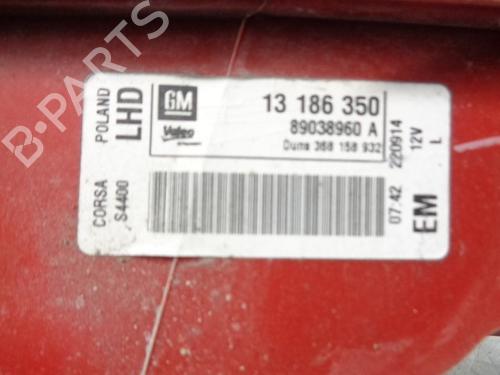 GM
13 186 350
Valeo
89038960 A
Duns 368 158 932
POLAND
LHD
CORSA
S4400
07:42 220914
12V
L
EM
B-PARTS